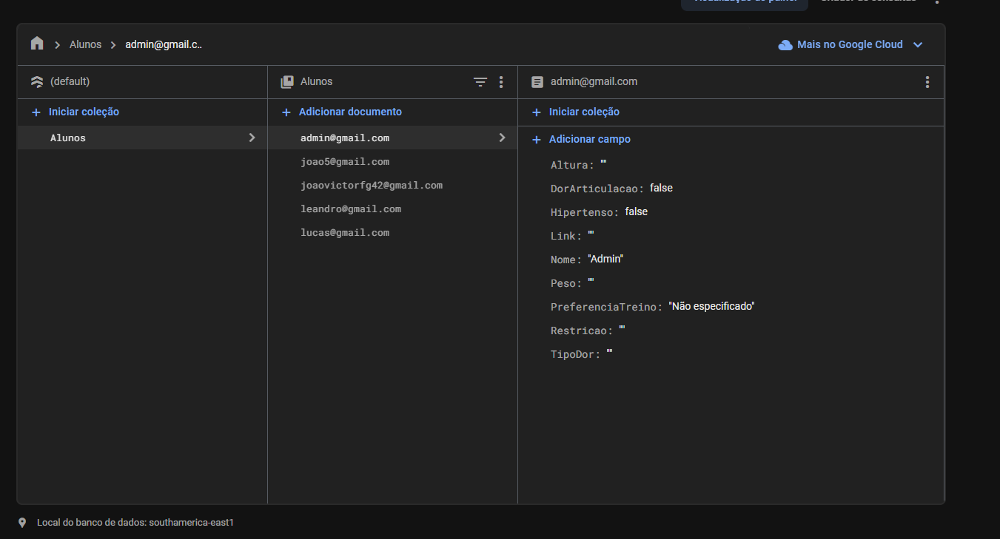 Alunos
admin@gmail.c..
Mais no Google Cloud
(default)
Alunos
admin@gmail.com
Iniciar coleção
Adicionar documento
Iniciar coleção
Alunos
admin@gmail.com
joao5@gmail.com
joaovictorfg42@gmail.com
leandro@gmail.com
lucas@gmail.com
Adicionar campo
Altura: ""
DorArticulacao: false
Hipertenso: false
Link: ""
Nome: "Admin"
Peso: ""
PreferenciaTreino: "Não especificado"
Restricao: ""
TipoDor: ""
Local do banco de dados: southamerica-east1